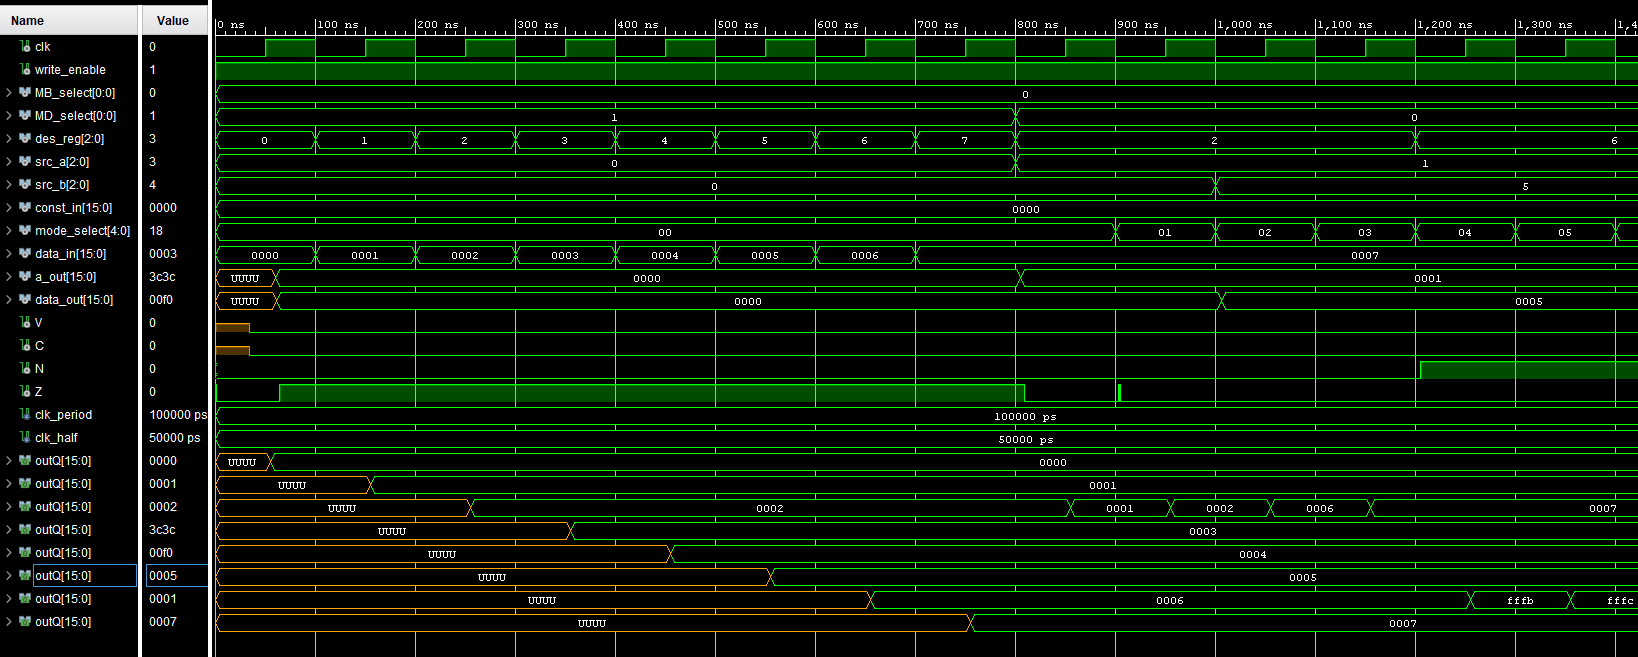 Name Value 0 ns 100 ns 200 ns 300 ns 400 ns 500 ns 600 ns 700 ns 800 ns 900 ns 1,000 ns 1,100 ns 1,200 ns 1,300 ns 1,4
clk 0
write_enable 1
MB_select[0:0] 0 0
MD_select[0:0] 1 1 0
des_reg[2:0] 3 0 1 2 3 4 5 6 7 2 6
src_a[2:0] 3 0 1
src_b[2:0] 4 0 5
const_in[15:0] 0000 0000
mode_select[4:0] 18 00 01 02 03 04 05
data_in[15:0] 0003 0000 0001 0002 0003 0004 0005 0006 0007
a_out[15:0] 3c3c UUUU 0000 0001
data_out[15:0] 00f0 UUUU 0000 0005
V 0
C 0
N 0
Z 0
clk_period 100000 ps 100000 ps
clk_half 50000 ps 50000 ps
outQ[15:0] 0000 UUUU 0000
outQ[15:0] 0001 UUUU 0001
outQ[15:0] 0002 UUUU 0002 0001 0002 0006 0007
outQ[15:0] 3c3c UUUU 0003
outQ[15:0] 00f0 UUUU 0004
outQ[15:0] 0005 UUUU 0005
outQ[15:0] 0001 UUUU 0006 fffb fffc
outQ[15:0] 0007 UUUU 0007